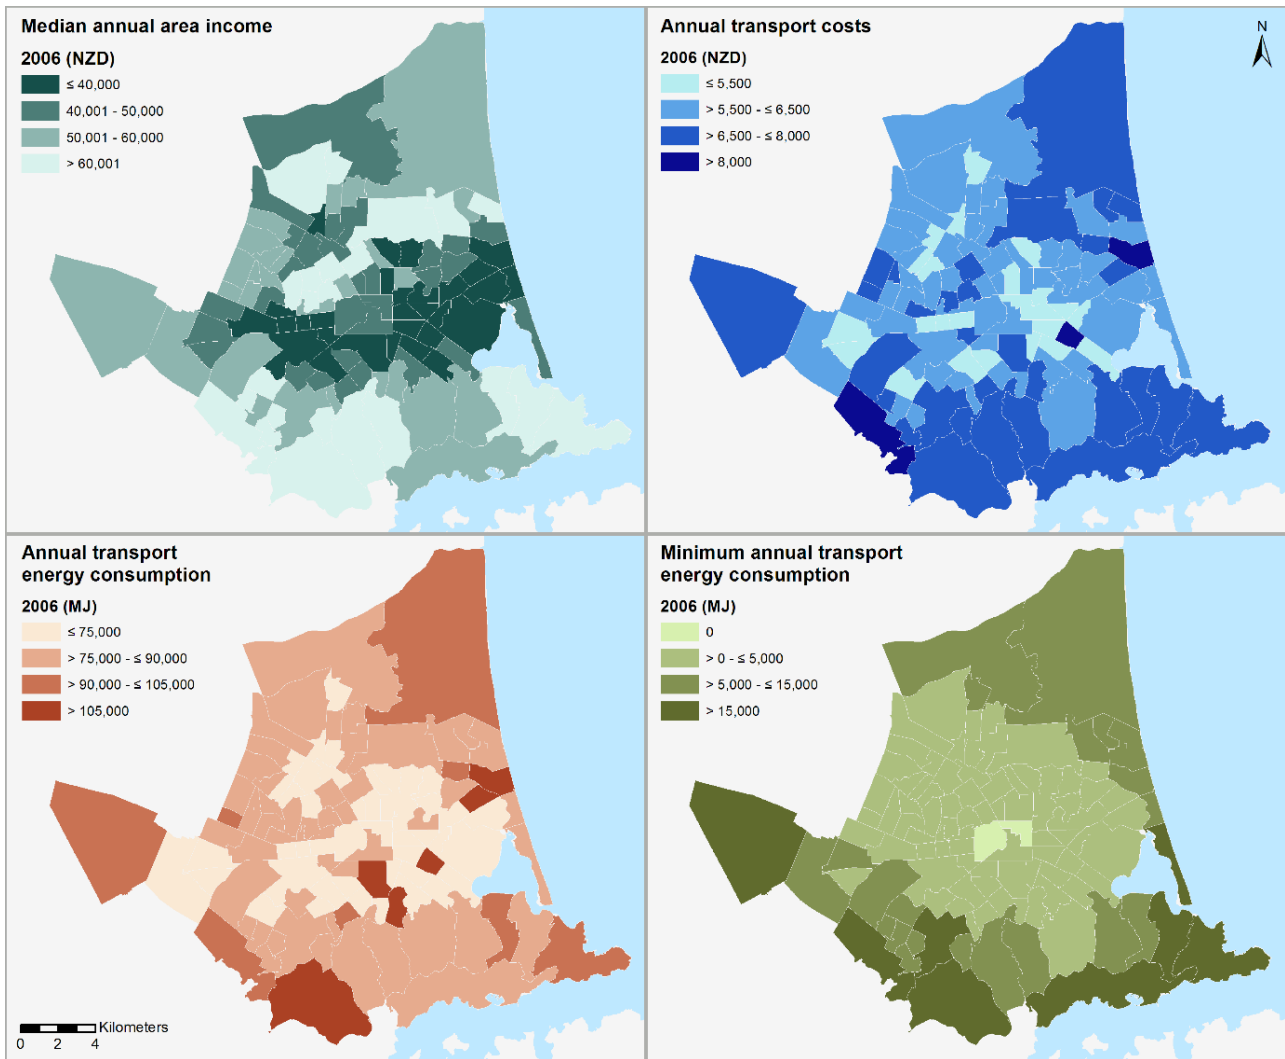 Median annual area income
2006 (NZD)
≤ 40,000
40,001 - 50,000
50,001 - 60,000
> 60,001
Annual transport costs
2006 (NZD)
≤ 5,500
> 5,500 - ≤ 6,500
> 6,500 - ≤ 8,000
> 8,000
N
Annual transport
energy consumption
2006 (MJ)
≤ 75,000
> 75,000 - ≤ 90,000
> 90,000 - ≤ 105,000
> 105,000
Kilometers
0 2 4
Minimum annual transport
energy consumption
2006 (MJ)
0
> 0 - ≤ 5,000
> 5,000 - ≤ 15,000
> 15,000